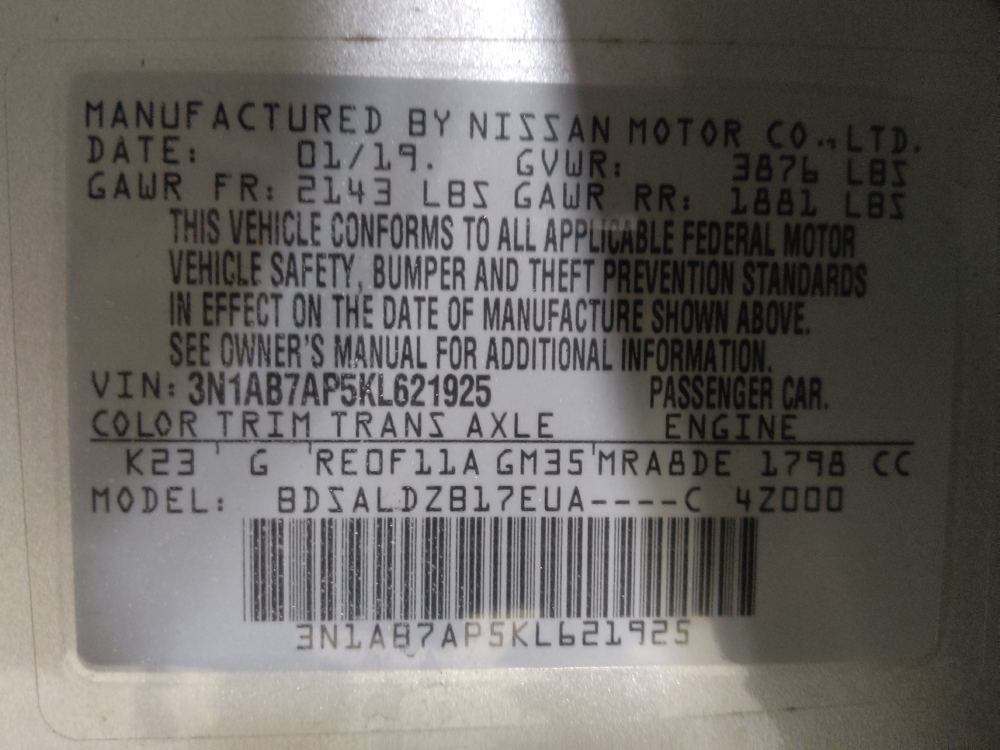 MANUFACTURED BY NISSAN MOTOR CO.,LTD.
DATE: 01/19. GVWR: 3876 LBS
GAWR FR: 2143 LBS GAWR RR: 1881 LBS
THIS VEHICLE CONFORMS TO ALL APPLICABLE FEDERAL MOTOR
VEHICLE SAFETY, BUMPER AND THEFT PREVENTION STANDARDS
IN EFFECT ON THE DATE OF MANUFACTURE SHOWN ABOVE.
SEE OWNER'S MANUAL FOR ADDITIONAL INFORMATION.
VIN: 3N1AB7AP5KL621925 PASSENGER CAR.
COLOR TRIM TRANS AXLE ENGINE
K23 G RE0F11A GM35 MRA8DE 1798 CC
MODEL: BDSALDZB17EUA----C 4Z000
3N1AB7AP5KL621925